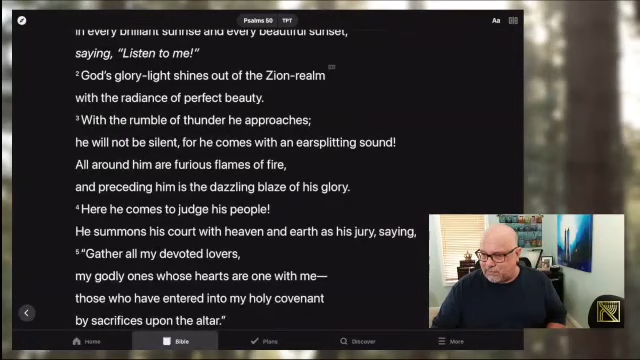 Psalms 50 TPT
Aa
in every brilliant sunrise and every beautiful sunset,
saying, “Listen to me!”
2 God’s glory-light shines out of the Zion-realm
with the radiance of perfect beauty.
3 With the rumble of thunder he approaches;
he will not be silent, for he comes with an earsplitting sound!
All around him are furious flames of fire,
and preceding him is the dazzling blaze of his glory.
4 Here he comes to judge his people!
He summons his court with heaven and earth as his jury, saying,
5 “Gather all my devoted lovers,
my godly ones whose hearts are one with me—
those who have entered into my holy covenant
by sacrifices upon the altar.”
Home Bible Plans Discover More